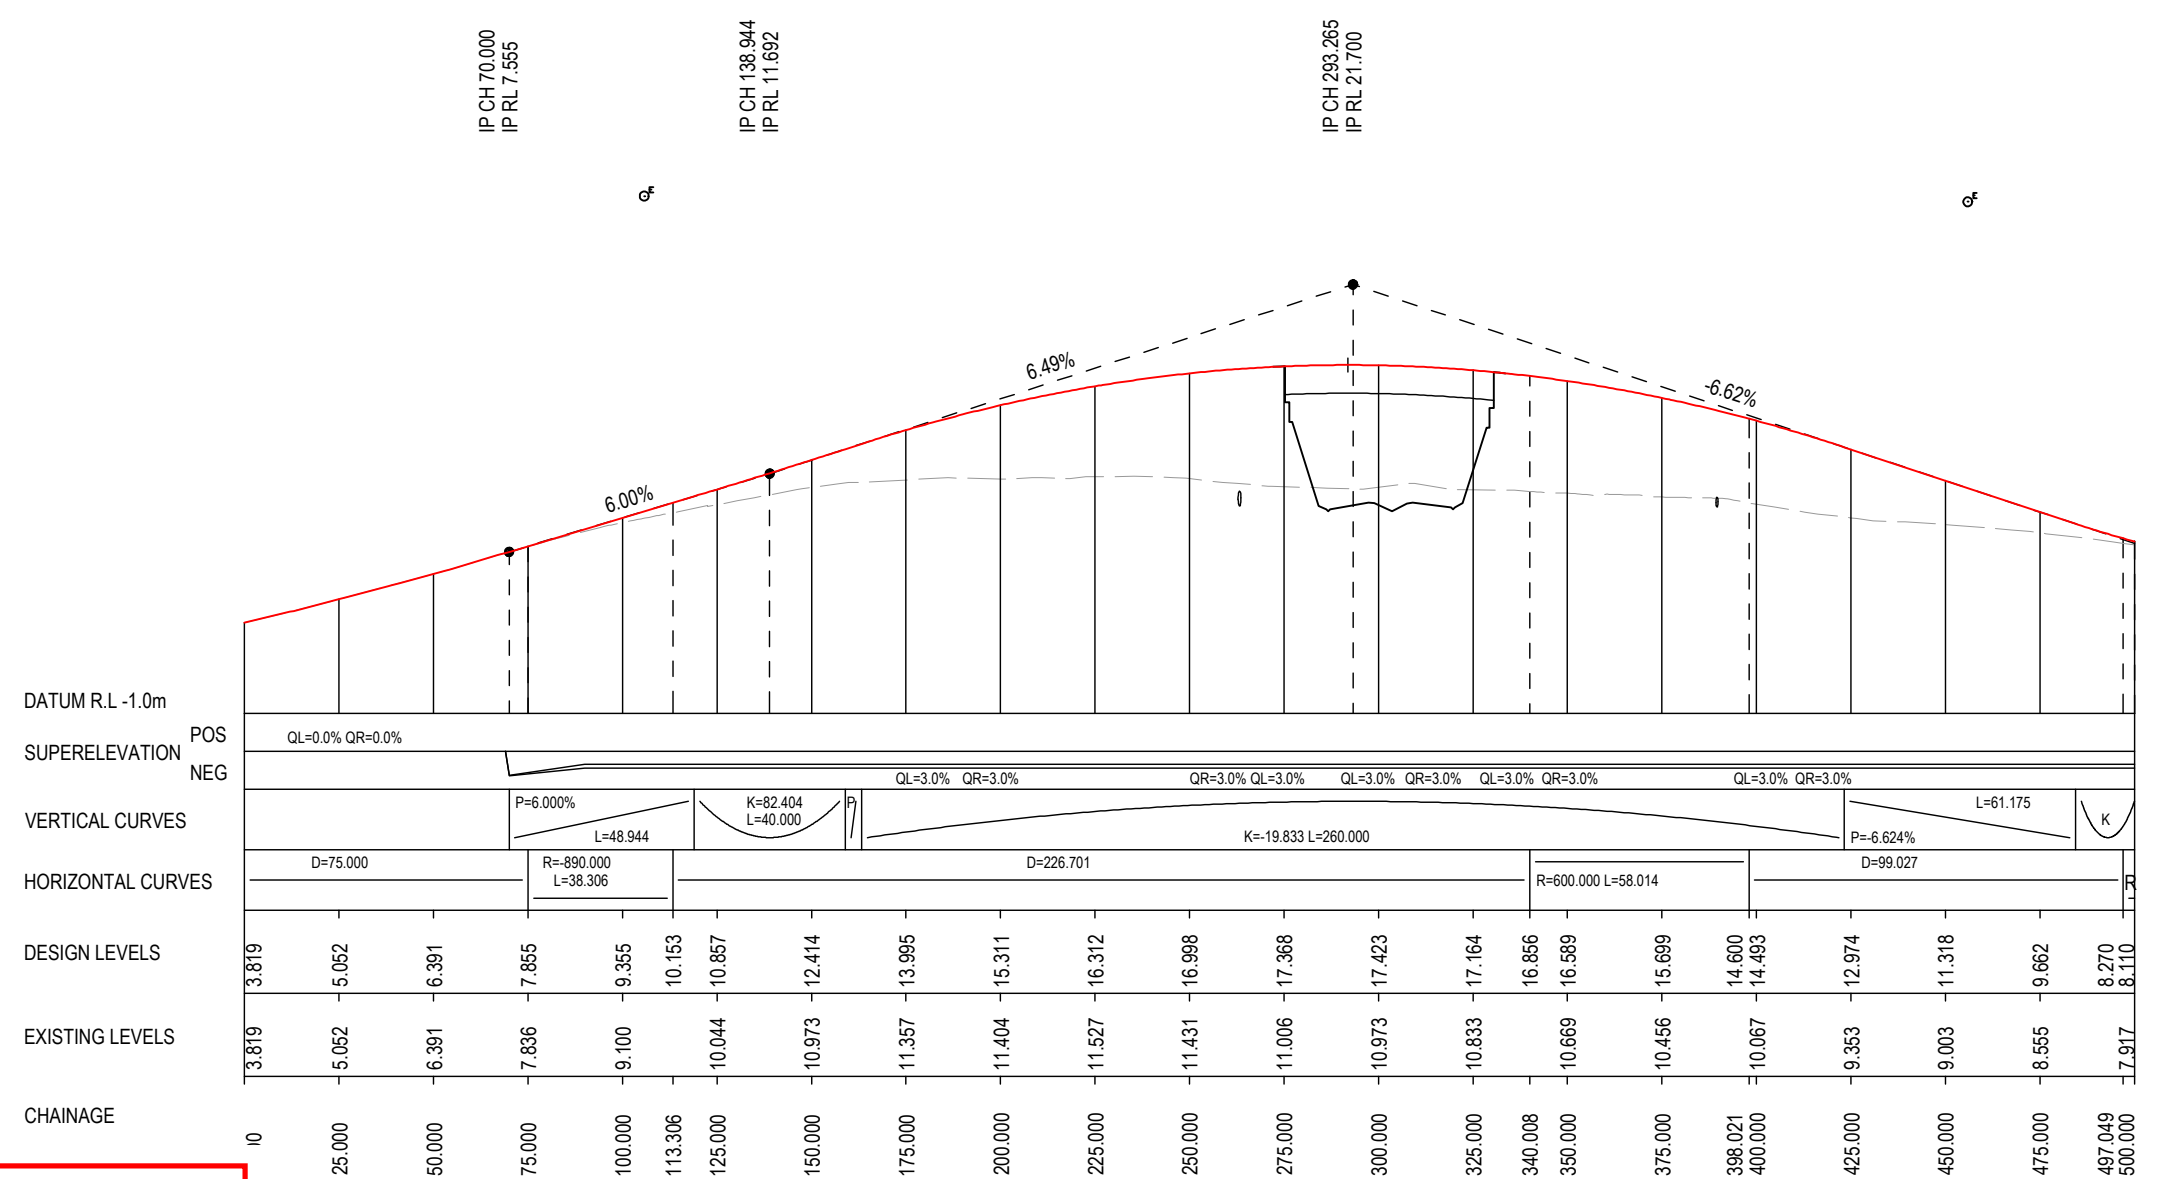 IP CH 70.000
IP RL 7.555
IP CH 138.944
IP RL 11.692
IP CH 293.265
IP RL 21.700
E
E
6.00%
6.49%
-6.62%
DATUM R.L -1.0m
SUPERELEVATION
POS
NEG
QL=0.0% QR=0.0%
QL=3.0% QR=3.0%
QR=3.0% QL=3.0%
QL=3.0% QR=3.0%
QL=3.0% QR=3.0%
QL=3.0% QR=3.0%
VERTICAL CURVES
P=6.000%
L=48.944
K=82.404
L=40.000
P
K=-19.833 L=260.000
P=-6.624%
L=61.175
K
HORIZONTAL CURVES
D=75.000
R=-890.000
L=38.306
D=226.701
R=600.000 L=58.014
D=99.027
R
DESIGN LEVELS
3.819 5.052 6.391 7.855 9.355 10.153 10.857 12.414 13.995 15.311 16.312 16.998 17.368 17.423 17.164 16.856 16.589 15.699 14.600 14.493 12.974 11.318 9.662 8.270 8.110
EXISTING LEVELS
3.819 5.052 6.391 7.836 9.100 10.044 10.973 11.357 11.404 11.527 11.431 11.006 10.973 10.833 10.669 10.456 10.067 9.353 9.003 8.555 7.917
CHAINAGE
25.000 50.000 75.000 100.000 113.306 125.000 150.000 175.000 200.000 225.000 250.000 275.000 300.000 325.000 340.008 350.000 375.000 398.021 400.000 425.000 450.000 475.000 497.049 500.000